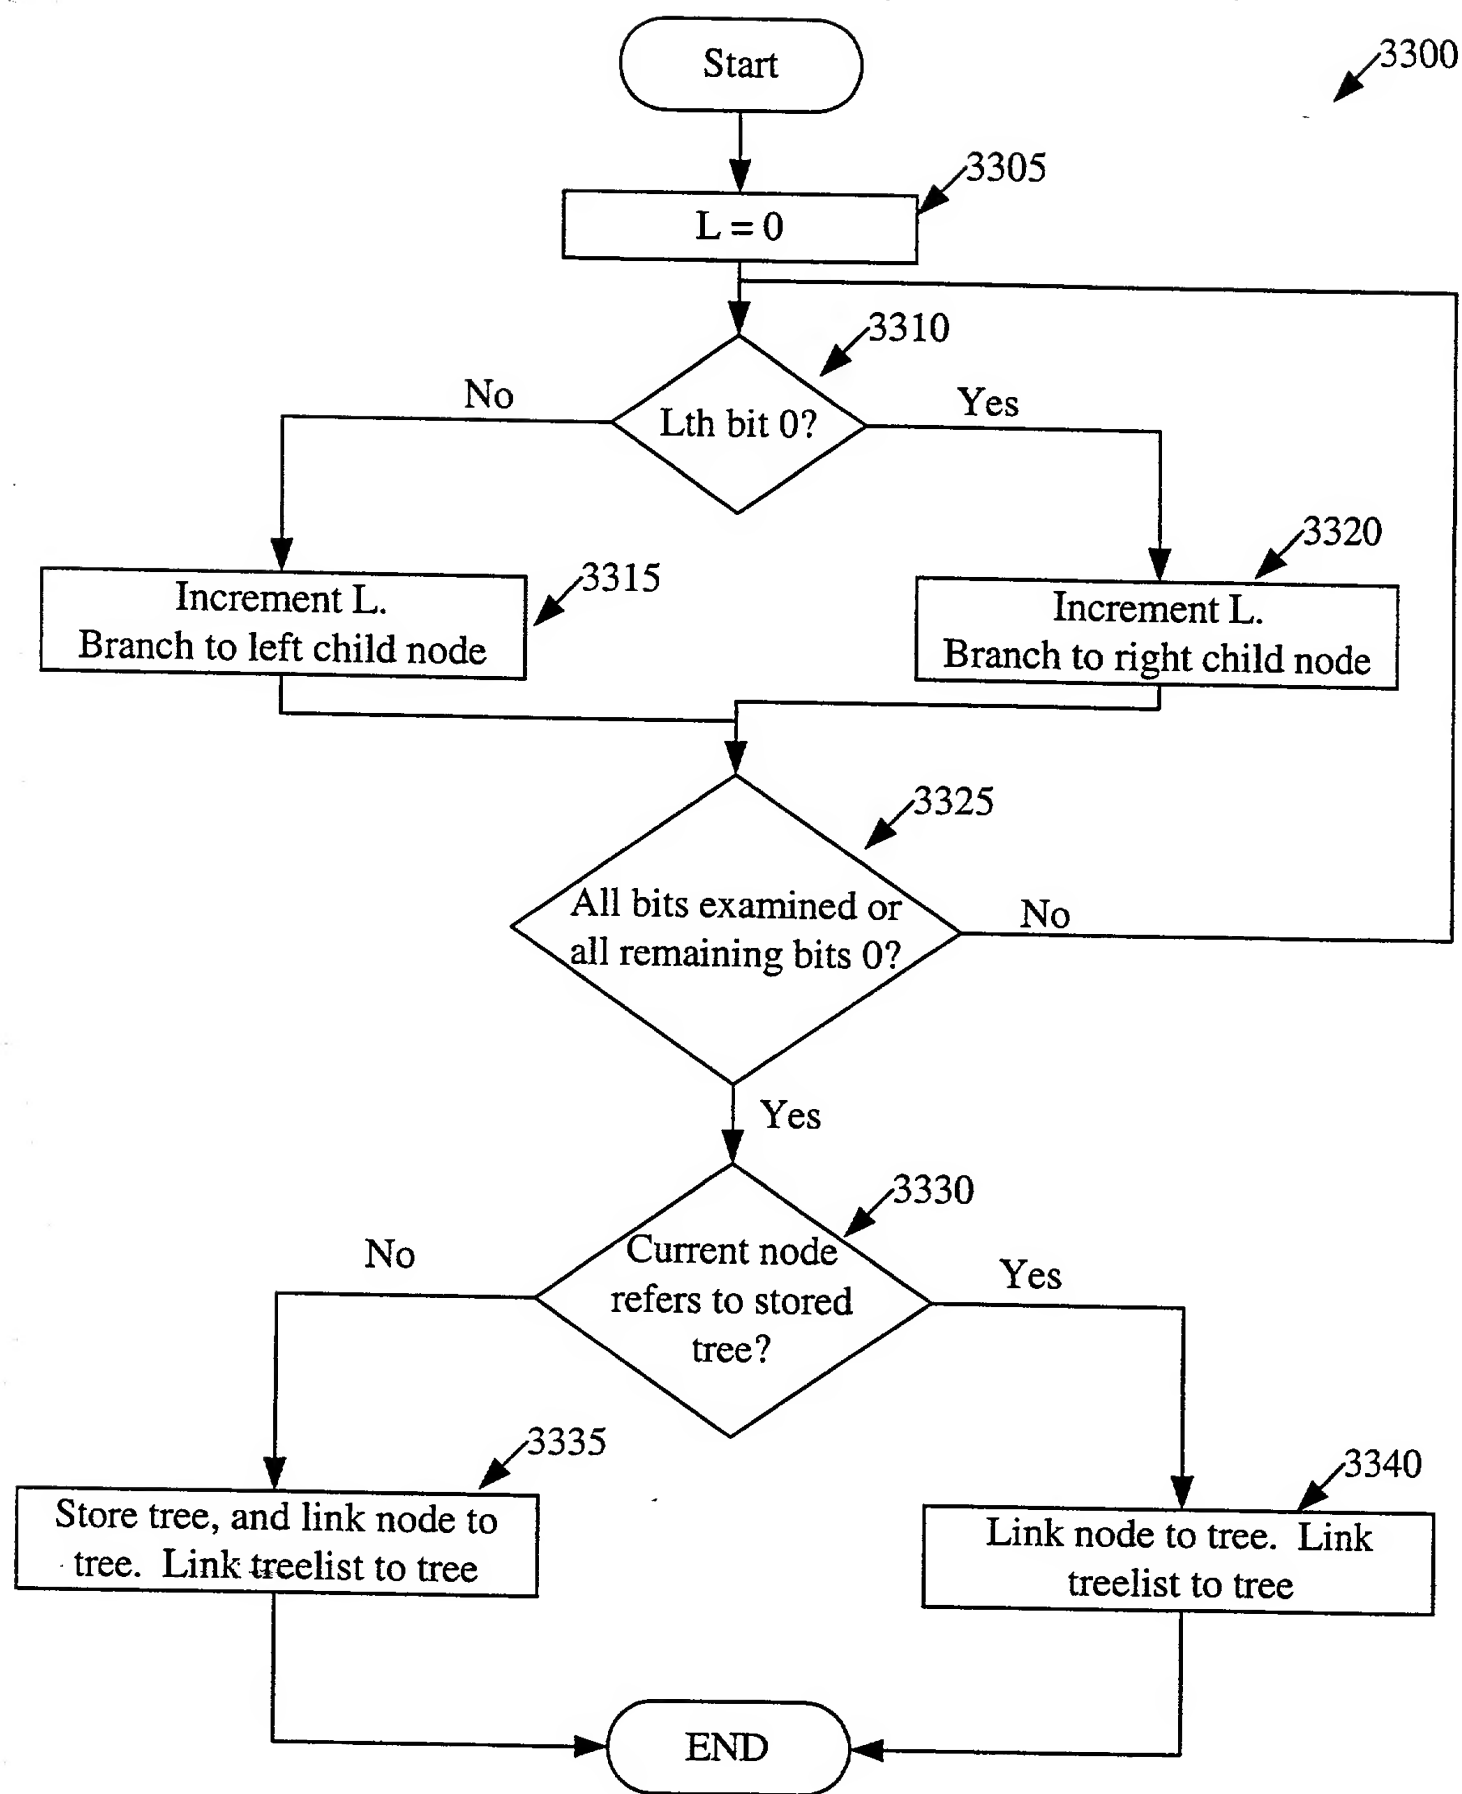 Start
3300
3305
L = 0
3310
No
Yes
Lth bit 0?
3320
3315
Increment L.
Branch to left child node
Increment L.
Branch to right child node
3325
All bits examined or
all remaining bits 0?
No
Yes
3330
No
Current node
refers to stored
tree?
Yes
3335
3340
Store tree, and link node to
tree. Link treelist to tree
Link node to tree. Link
treelist to tree
END